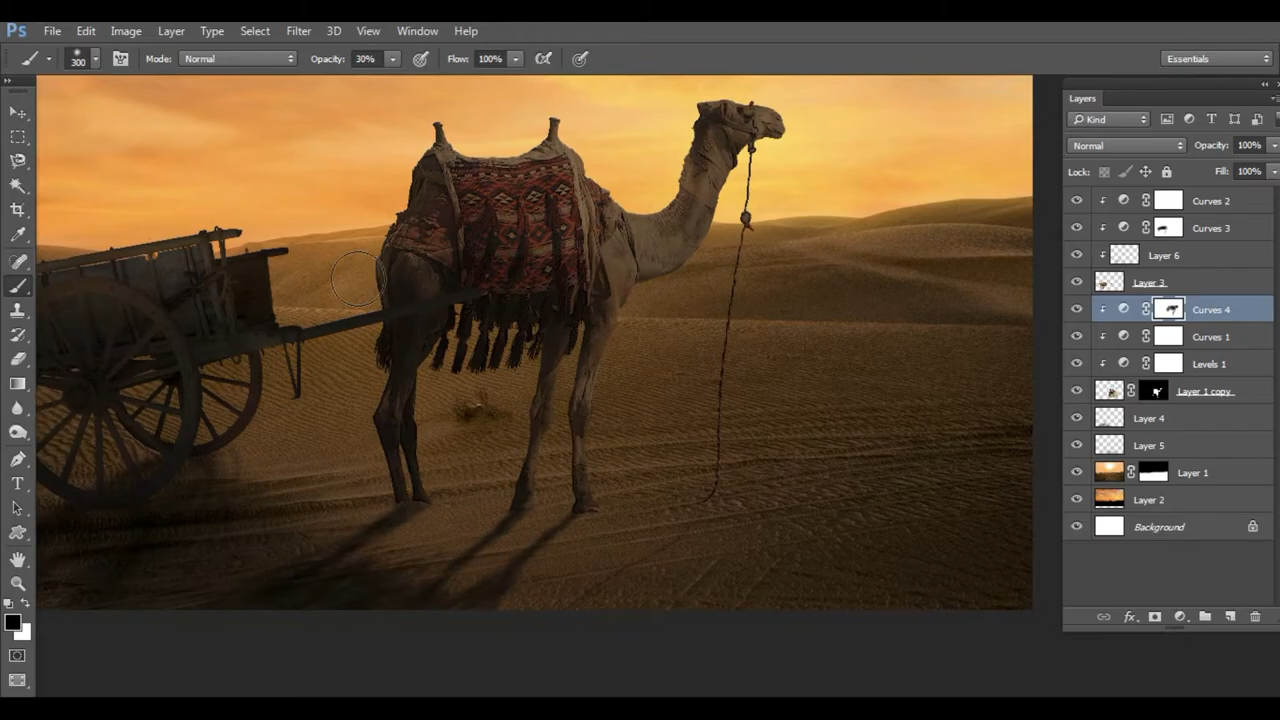 Ps File Edit Image Layer Type Select Filter 3D View Window Help
300 Mode: Normal Opacity: 30% Flow: 100% Essentials
Layers
Kind
Normal Opacity: 100%
Lock: Fill: 100%
Curves 2
Curves 3
Layer 6
Layer 3
Curves 4
Curves 1
Levels 1
Layer 1 copy
Layer 4
Layer 5
Layer 1
Layer 2
Background